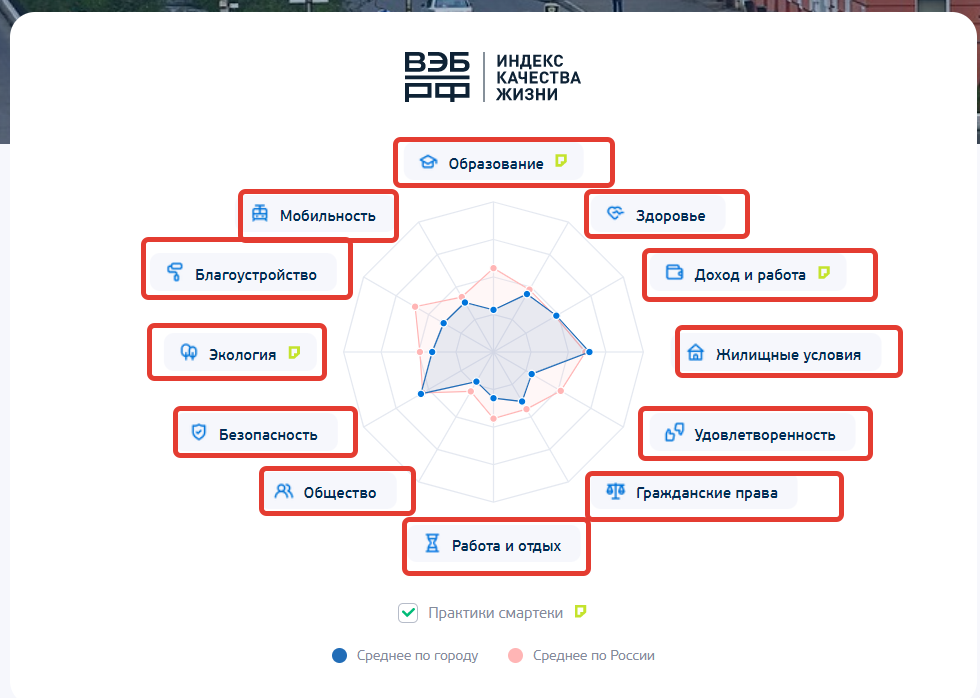 ВЭБ
РФ
ИНДЕКС
КАЧЕСТВА
ЖИЗНИ
Образование
Мобильность
Здоровье
Благоустройство
Доход и работа
Экология
Жилищные условия
Безопасность
Удовлетворенность
Общество
Гражданские права
Работа и отдых
Практики смартеки
Среднее по городу
Среднее по России